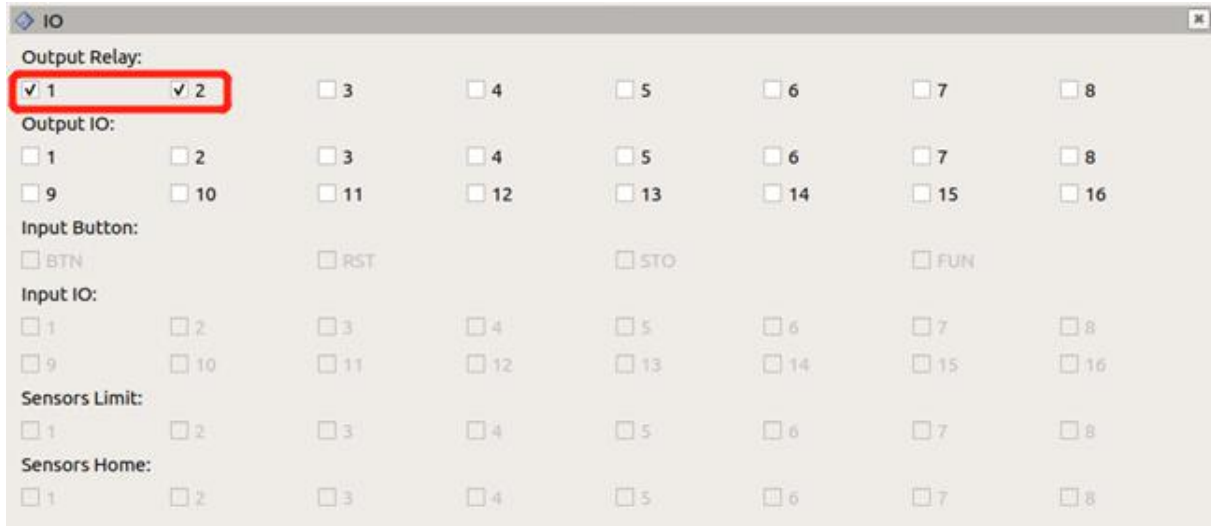 IO
Output Relay:
1 2 3 4 5 6 7 8
Output IO:
1 2 3 4 5 6 7 8
9 10 11 12 13 14 15 16
Input Button:
BTN RST STO FUN
Input IO:
1 2 3 4 5 6 7 8
9 10 11 12 13 14 15 16
Sensors Limit:
1 2 3 4 5 6 7 8
Sensors Home:
1 2 3 4 5 6 7 8